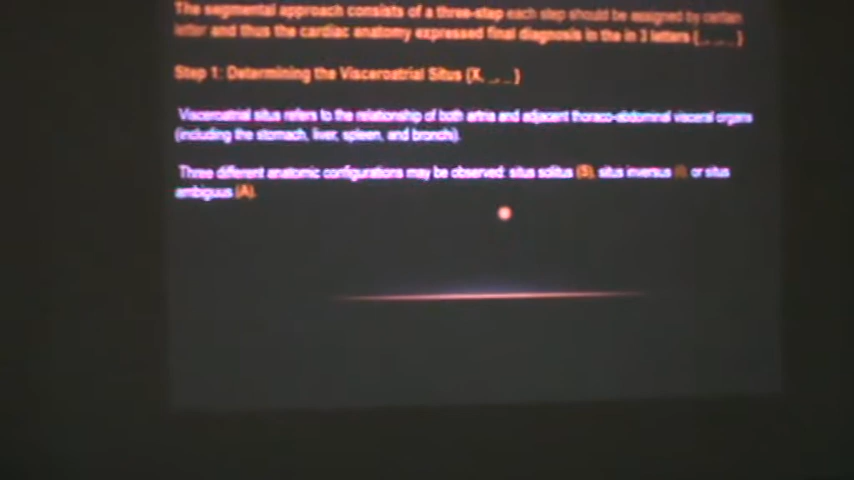 The segmental approach consists of a three-step each step should be assigned by certain
letter and thus the cardiac anatomy expressed final diagnosis in the in 3 letters {_, _, _}
Step 1: Determining the Visceroatrial Situs {X, _, _}
Visceroatrial situs refers to the relationship of both artria and adjacent thoraco-abdominal visceral organs
(including the stomach, liver, spleen, and bronchi).
Three different anatomic configurations may be observed: situs solitus (S), situs inversus (I) or situs
ambiguus (A).